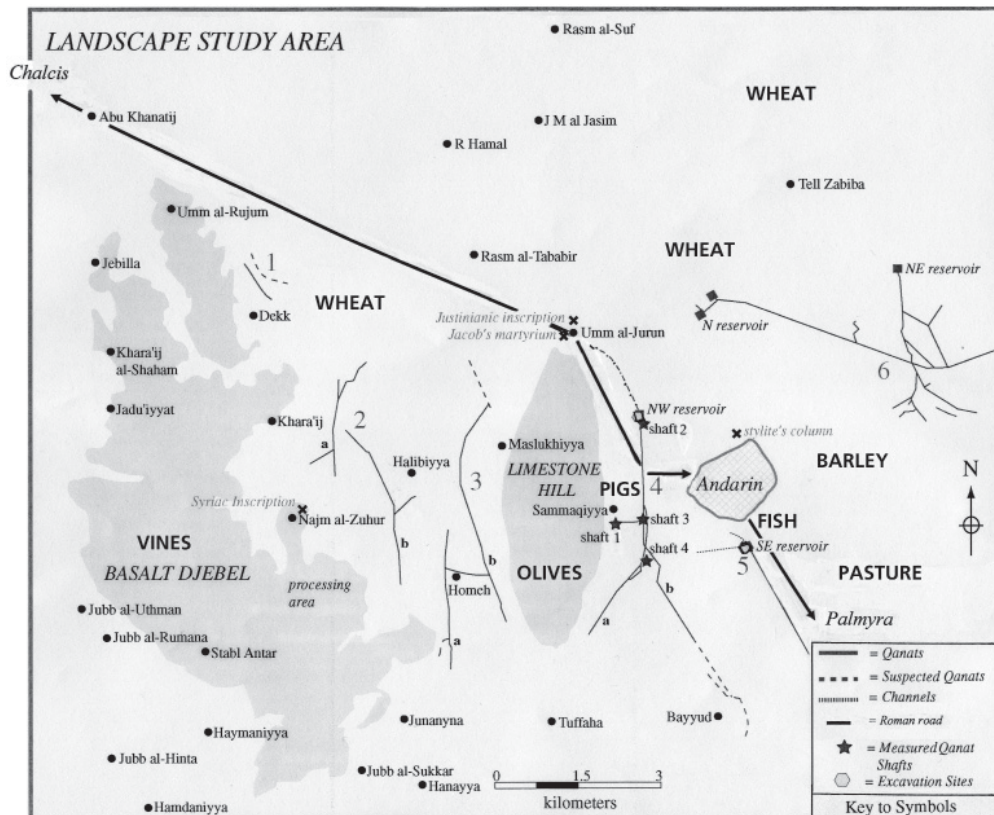 LANDSCAPE STUDY AREA
Chalcis
Rasm al-Suf
WHEAT
Abu Khanatij
J M al Jasim
R Hamal
Tell Zabiba
Umm al-Rujum
Jebilla
1
Rasm al-Tababir
WHEAT
NE reservoir
WHEAT
Dekk
Justinianic inscription
Jacob's martyrium
Umm al-Jurun
N reservoir
Khara'ij
al-Shaham
6
Jadu'iyyat
Khara'ij
2
NW reservoir
shaft 2
stylite's column
a
Halibiyya
3
Maslukhiyya
LIMESTONE
HILL
BARLEY
N
PIGS
4
Andarin
Syriac Inscription
Najm al-Zuhur
Sammaqiyya
shaft 1
shaft 3
FISH
VINES
b
shaft 4
SE reservoir
BASALT DJEBEL
processing
area
b
Homeh
OLIVES
b
5
PASTURE
Jubb al-Uthman
a
a
Palmyra
Jubb al-Rumana
Stabl Antar
= Qanats
= Suspected Qanats
= Channels
= Roman road
= Measured Qanat
Shafts
= Excavation Sites
Key to Symbols
Haymaniyya
Junanyna
Tuffaha
Bayyud
Jubb al-Hinta
Jubb al-Sukkar
Hanayya
0 1.5 3
kilometers
Hamdaniyya